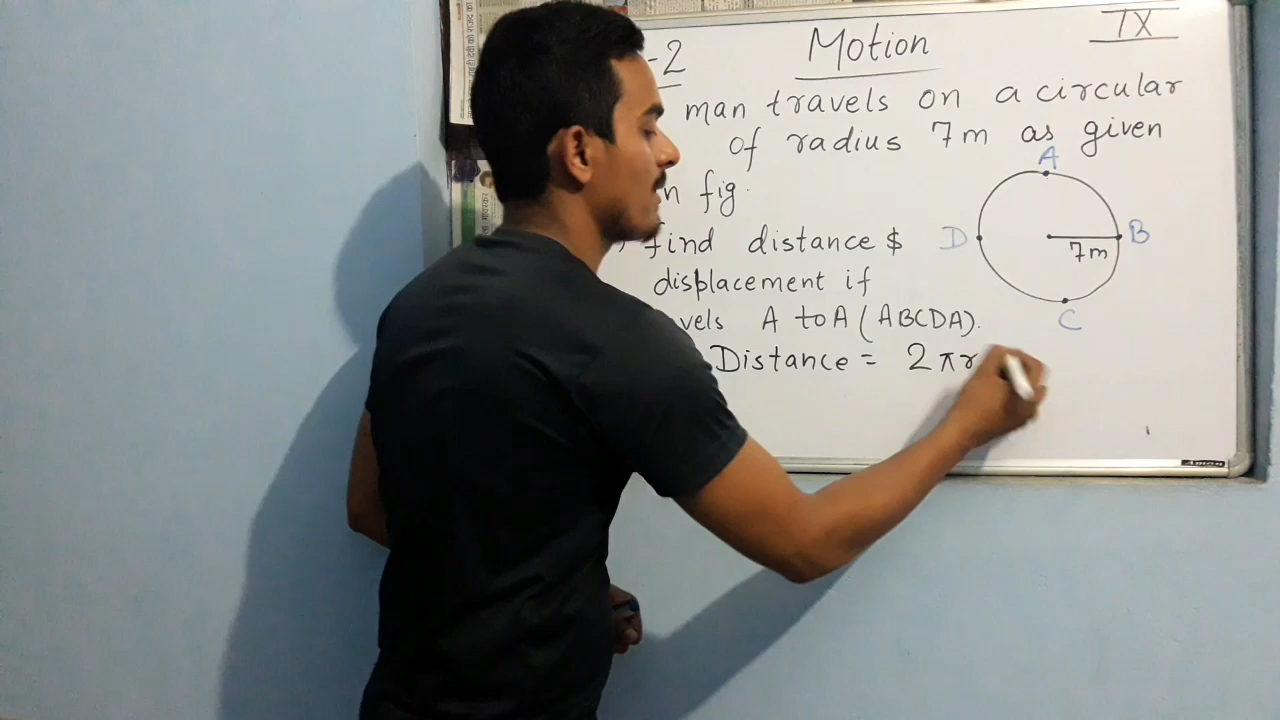 -2 Motion IX
man travels on a circular
of radius 7m as given
n fig.
find distance $
displacement if
vels A to A (ABCDA).
Distance = 2πr
A
D
B
7m
C
Amon